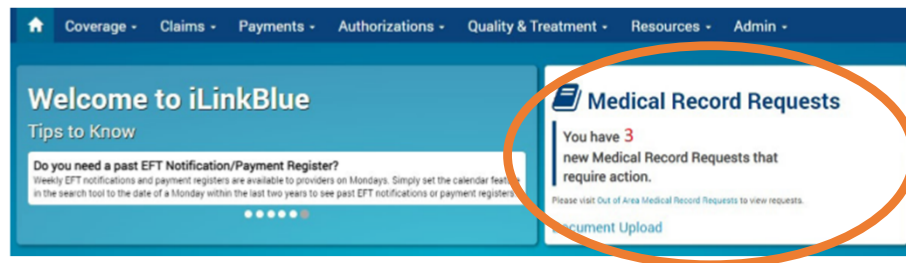 Coverage - Claims - Payments - Authorizations - Quality & Treatment - Resources - Admin -
Welcome to iLinkBlue
Tips to Know
Do you need a past EFT Notification/Payment Register?
Weekly EFT notifications and payment registers are available to providers on Mondays. Simply set the calendar feature
in the search tool to the date of a Monday within the last two years to see past EFT notifications or payment registers.
Medical Record Requests
You have 3
new Medical Record Requests that
require action.
Please visit Out of Area Medical Record Requests to view requests.
Document Upload